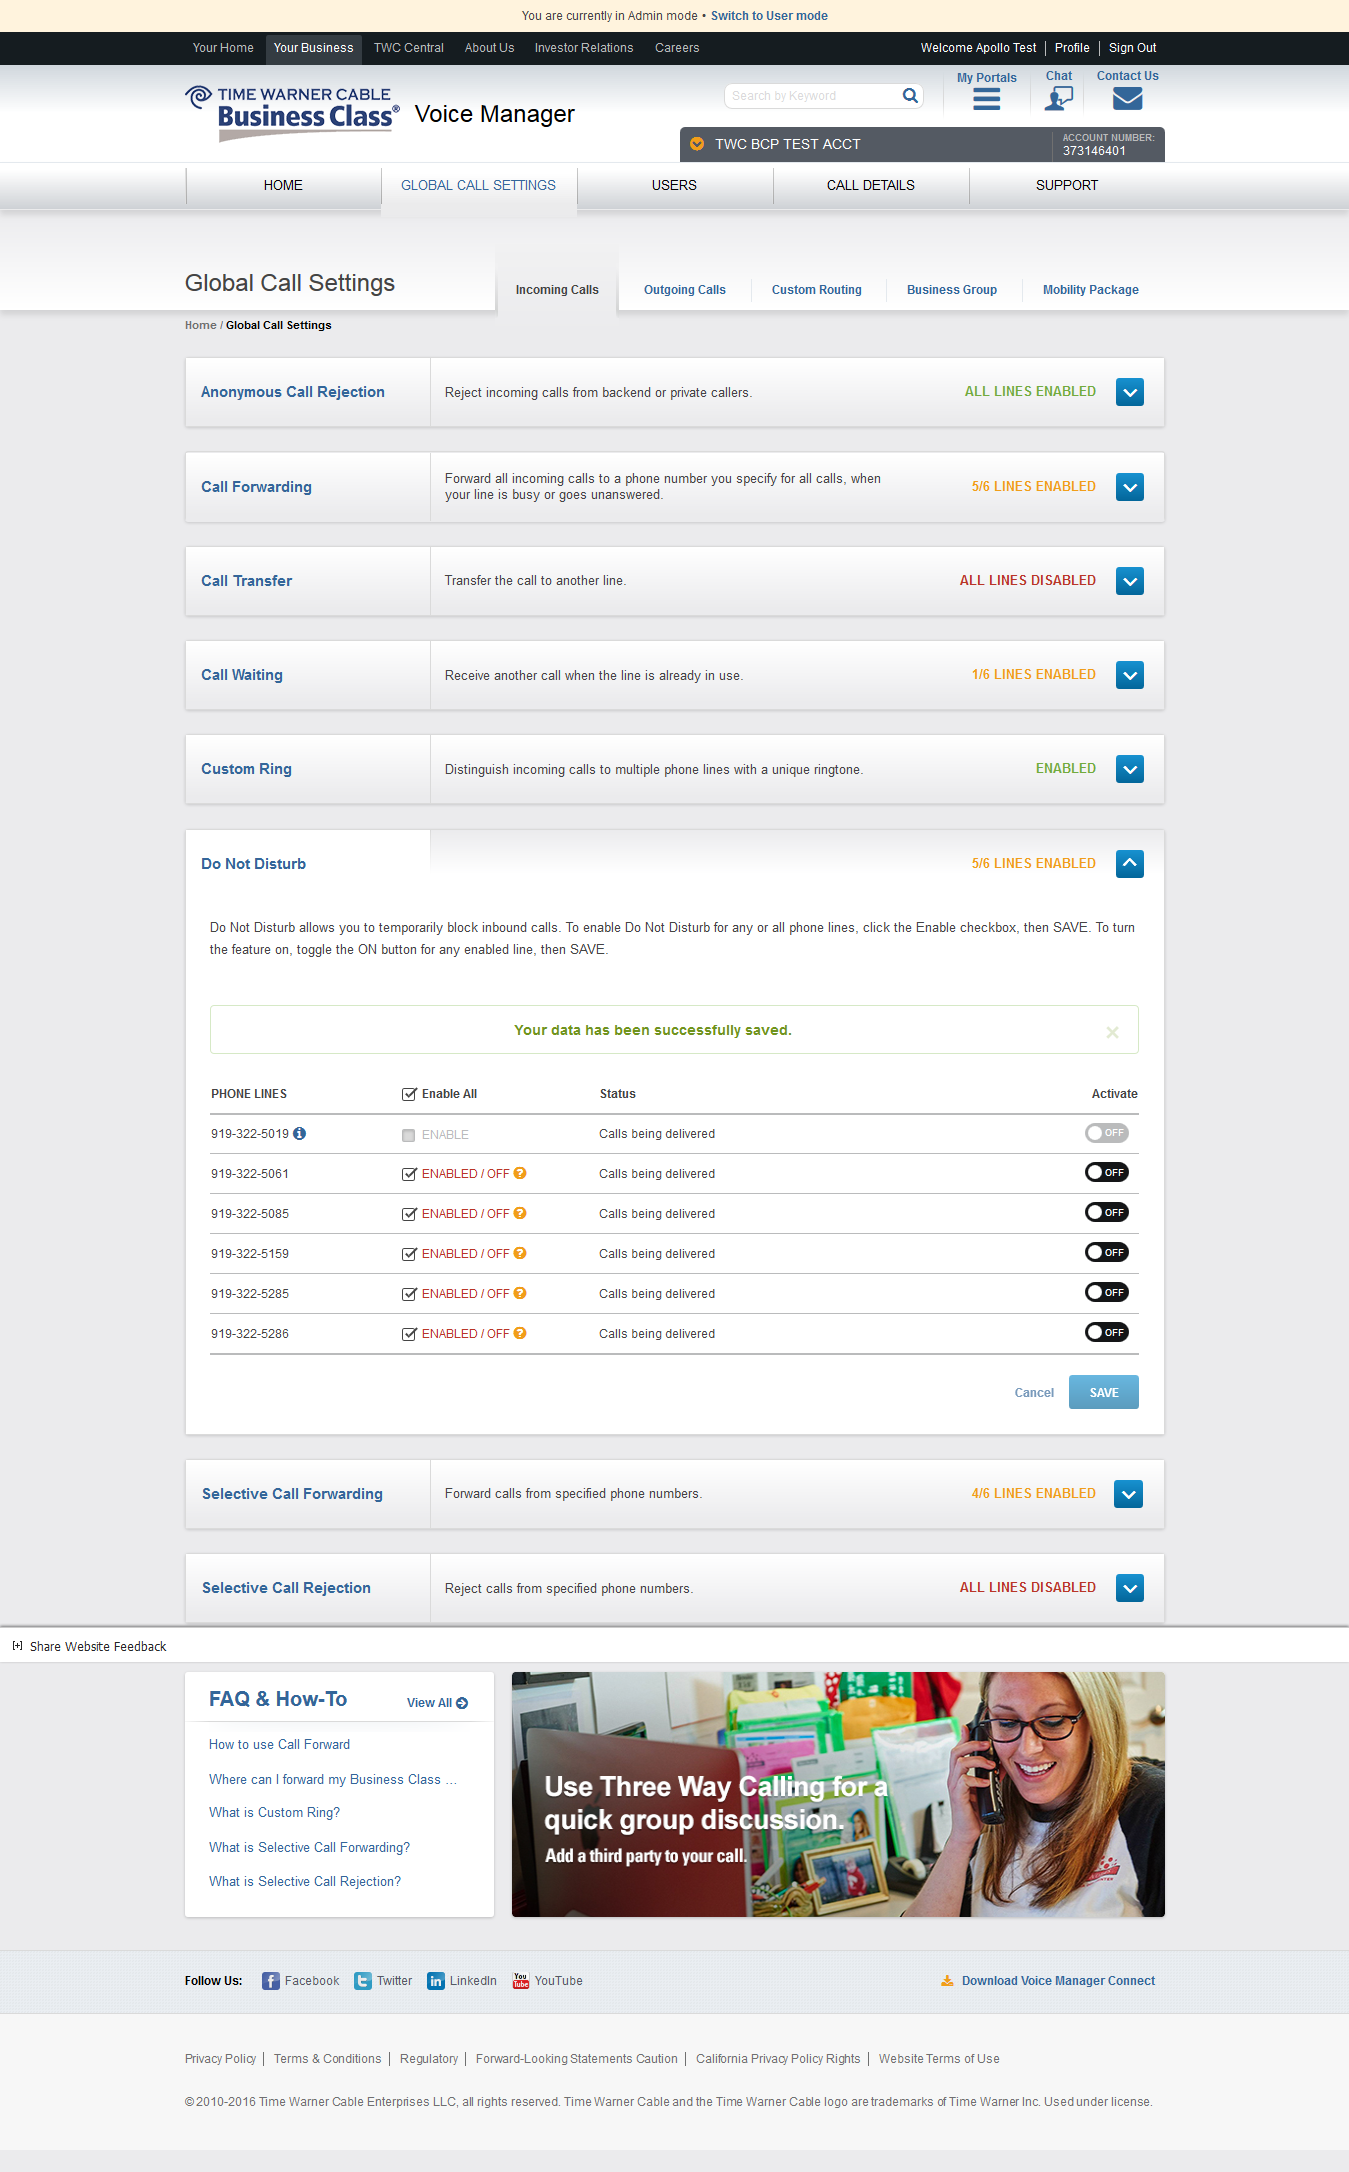 You are currently in Admin mode • Switch to User mode
Your Home Your Business TWC Central About Us Investor Relations Careers Welcome Apollo Test Profile Sign Out
TIME WARNER CABLE
Business Class®
Voice Manager
Search by Keyword
My Portals
Chat
Contact Us
TWC BCP TEST ACCT
ACCOUNT NUMBER:
373146401
HOME GLOBAL CALL SETTINGS USERS CALL DETAILS SUPPORT
Global Call Settings
Incoming Calls Outgoing Calls Custom Routing Business Group Mobility Package
Home / Global Call Settings
Anonymous Call Rejection
Reject incoming calls from backend or private callers.
ALL LINES ENABLED
Call Forwarding
Forward all incoming calls to a phone number you specify for all calls, when
your line is busy or goes unanswered.
5/6 LINES ENABLED
Call Transfer
Transfer the call to another line.
ALL LINES DISABLED
Call Waiting
Receive another call when the line is already in use.
1/6 LINES ENABLED
Custom Ring
Distinguish incoming calls to multiple phone lines with a unique ringtone.
ENABLED
Do Not Disturb
5/6 LINES ENABLED
Do Not Disturb allows you to temporarily block inbound calls. To enable Do Not Disturb for any or all phone lines, click the Enable checkbox, then SAVE. To turn
the feature on, toggle the ON button for any enabled line, then SAVE.
Your data has been successfully saved.
PHONE LINES Enable All Status Activate
919-322-5019 ENABLE Calls being delivered OFF
919-322-5061 ENABLED / OFF Calls being delivered OFF
919-322-5085 ENABLED / OFF Calls being delivered OFF
919-322-5159 ENABLED / OFF Calls being delivered OFF
919-322-5285 ENABLED / OFF Calls being delivered OFF
919-322-5286 ENABLED / OFF Calls being delivered OFF
Cancel SAVE
Selective Call Forwarding
Forward calls from specified phone numbers.
4/6 LINES ENABLED
Selective Call Rejection
Reject calls from specified phone numbers.
ALL LINES DISABLED
[+] Share Website Feedback
FAQ & How-To
View All
How to use Call Forward
Where can I forward my Business Class ...
What is Custom Ring?
What is Selective Call Forwarding?
What is Selective Call Rejection?
Use Three Way Calling for a
quick group discussion.
Add a third party to your call.
Follow Us: Facebook Twitter LinkedIn YouTube Download Voice Manager Connect
Privacy Policy Terms & Conditions Regulatory Forward-Looking Statements Caution California Privacy Policy Rights Website Terms of Use
© 2010-2016 Time Warner Cable Enterprises LLC, all rights reserved. Time Warner Cable and the Time Warner Cable logo are trademarks of Time Warner Inc. Used under license.